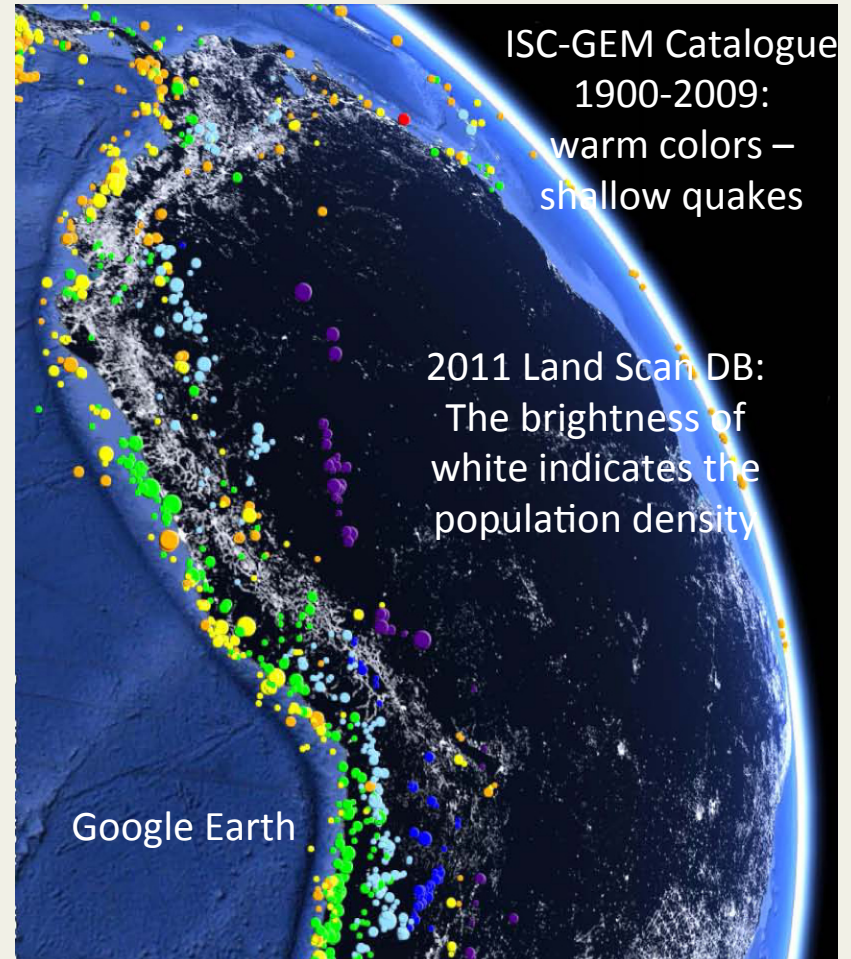 ISC-GEM Catalogue
1900-2009:
warm colors –
shallow quakes
2011 Land Scan DB:
The brightness of
white indicates the
population density
Google Earth